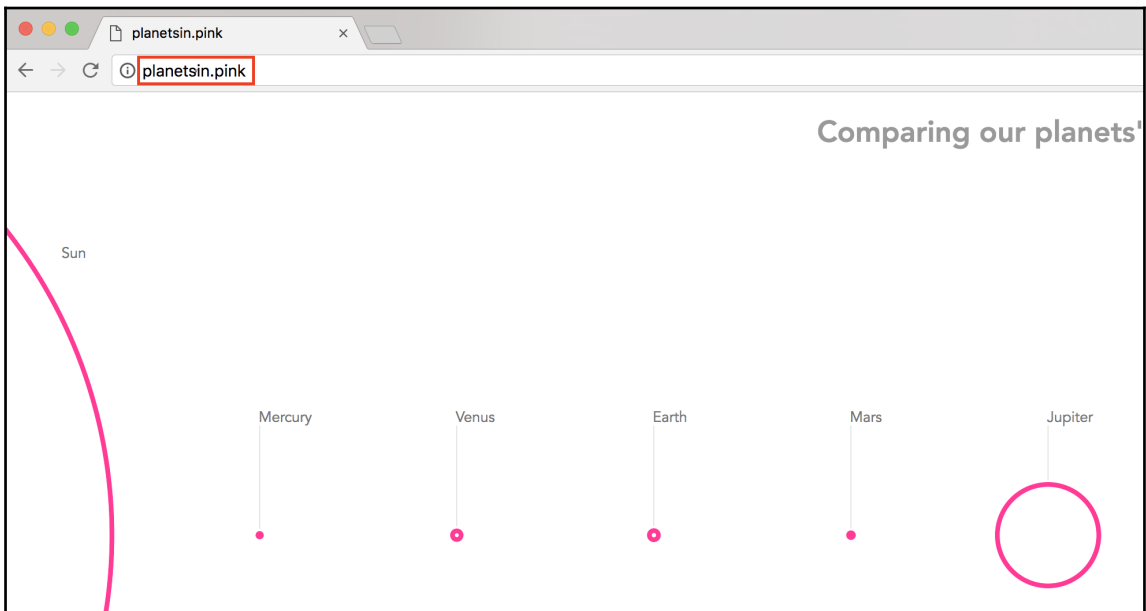 planetsin.pink
planetsin.pink
Comparing our planets'
Sun
Mercury Venus Earth Mars Jupiter